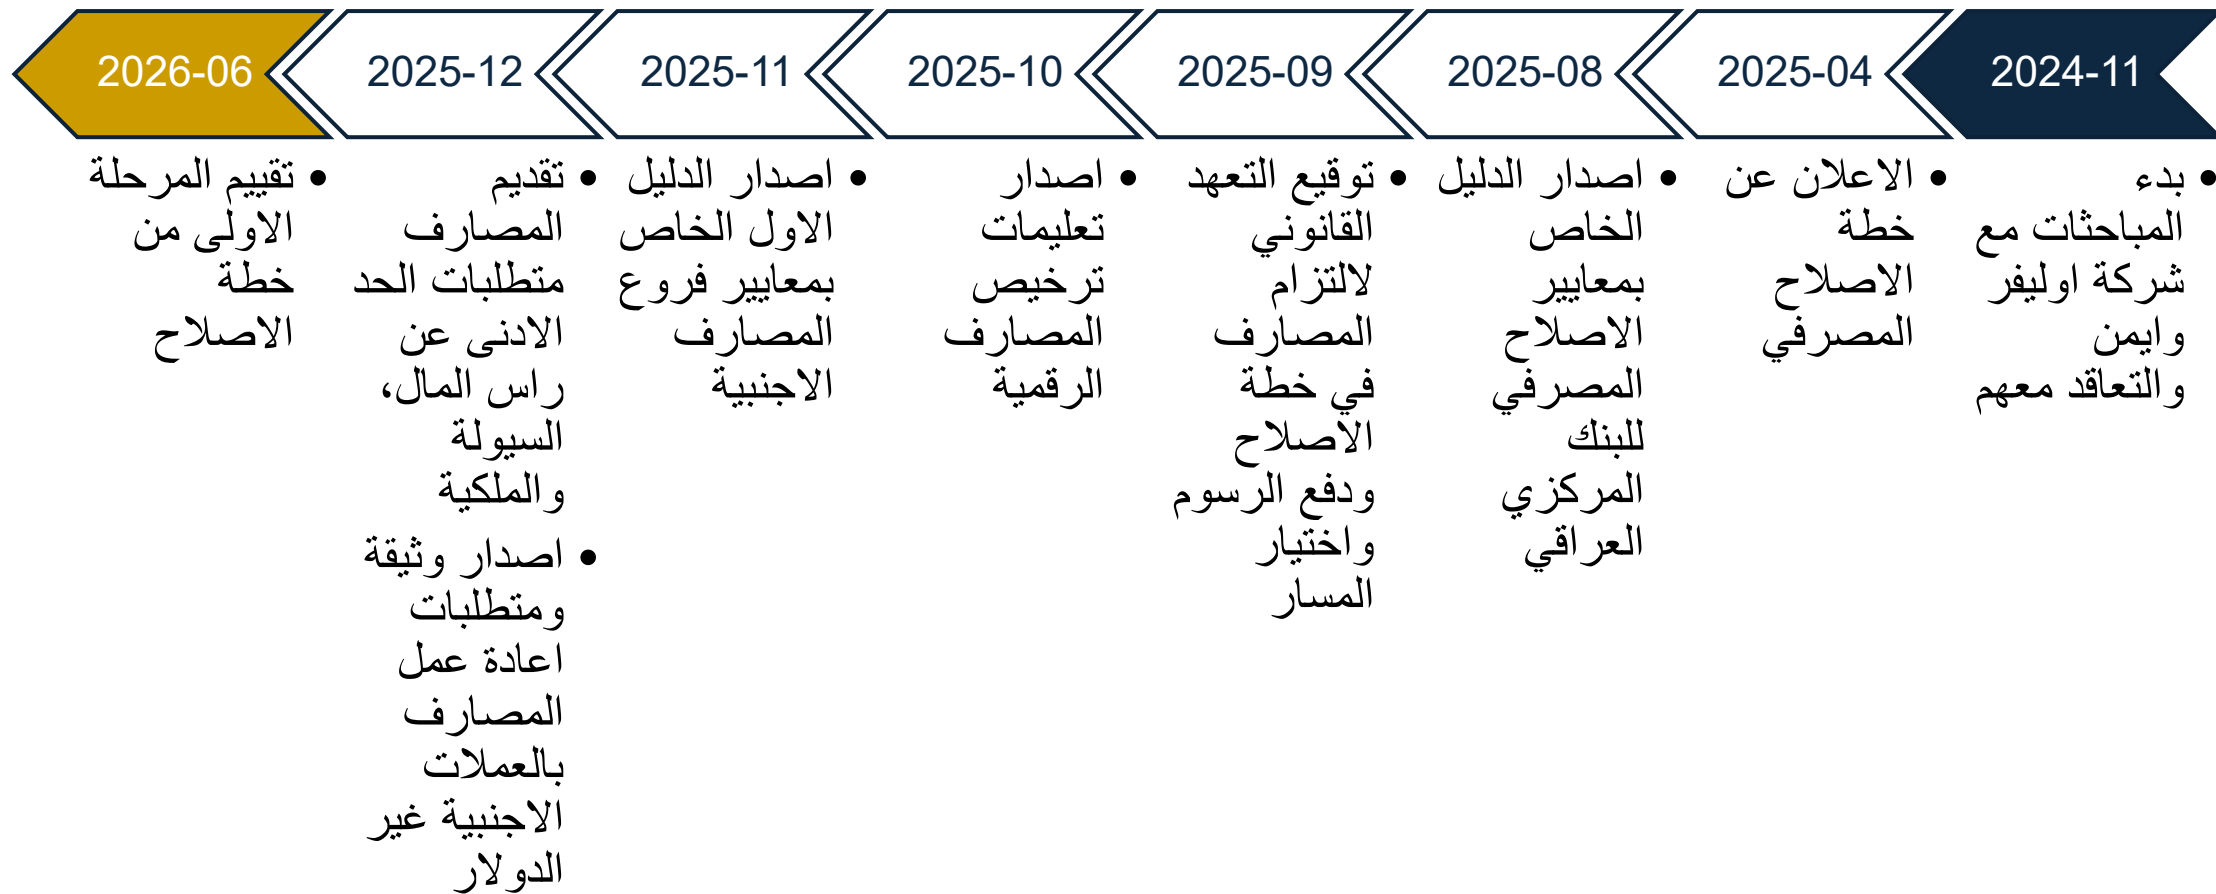 2024-11
2025-04
2025-08
2025-09
2025-10
2025-11
2025-12
2026-06
• بدء
المباحثات مع
شركة اوليفر
وايمن
والتعاقد معهم
• الاعلان عن
خطة
الاصلاح
المصرفي
• اصدار الدليل
الخاص
بمعايير
الاصلاح
المصرفي
للبنك
المركزي
العراقي
• توقيع التعهد
القانوني
لالتزام
المصارف
في خطة
الاصلاح
ودفع الرسوم
واختيار
المسار
• اصدار
تعليمات
ترخيص
المصارف
الرقمية
• اصدار الدليل
الاول الخاص
بمعايير فروع
المصارف
الاجنبية
• تقديم
المصارف
متطلبات الحد
الادنى عن
راس المال،
السيولة
والملكية
• اصدار وثيقة
ومتطلبات
اعادة عمل
المصارف
بالعملات
الاجنبية غير
الدولار
• تقييم المرحلة
الاولى من
خطة
الاصلاح